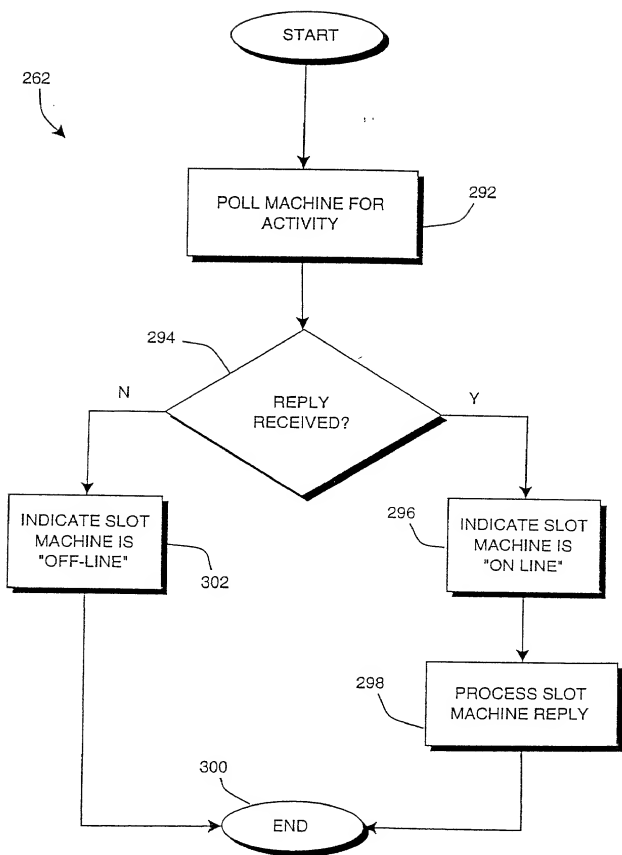 START
262
POLL MACHINE FOR
ACTIVITY
292
294
N
REPLY
RECEIVED?
Y
INDICATE SLOT
MACHINE IS
"OFF-LINE"
302
296
INDICATE SLOT
MACHINE IS
"ON LINE"
298
PROCESS SLOT
MACHINE REPLY
300
END